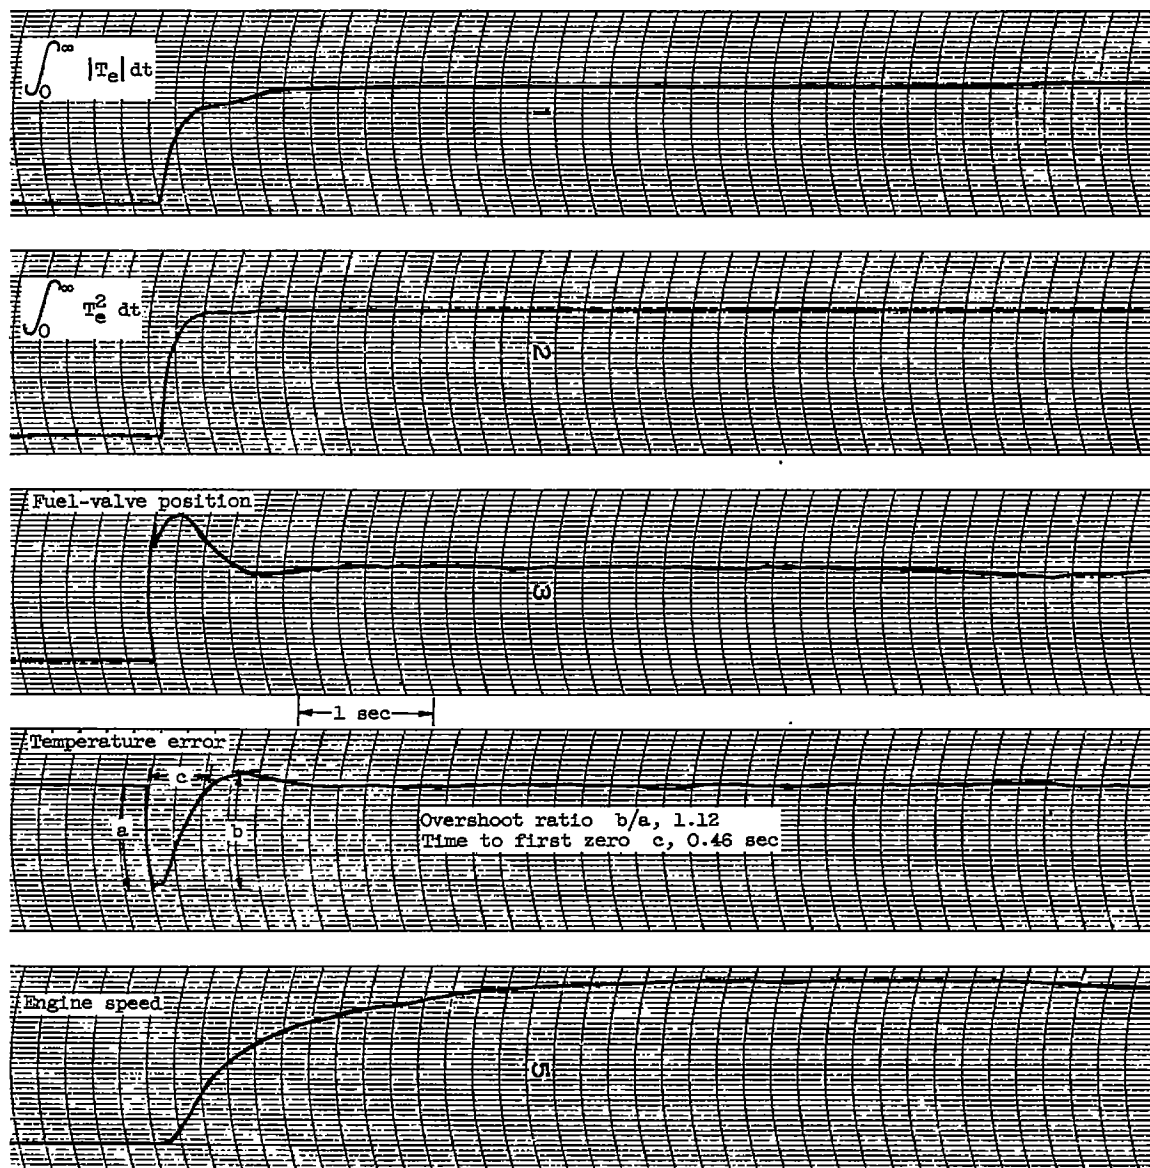 ∫₀^∞ |Te| dt
1
∫₀^∞ Te² dt
2
Fuel-valve position
3
1 sec
Temperature error
c
a
b
Overshoot ratio b/a, 1.12
Time to first zero c, 0.46 sec
Engine speed
5